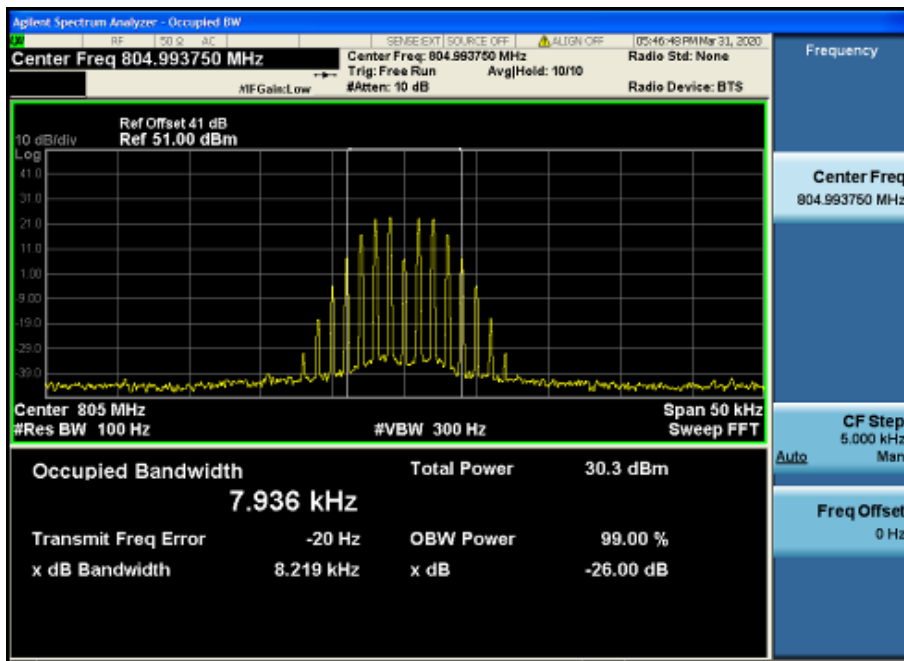 Agilent Spectrum Analyzer - Occupied BW
RF 50 Ω AC SENSE:EXT SOURCE OFF ALIGN OFF 05:46:48 PM Mar 31, 2020
Center Freq 804.993750 MHz
Center Freq: 804.993750 MHz
Radio Std: None
Trig: Free Run Avg|Hold: 10/10
#IFGain:Low
#Atten: 10 dB
Radio Device: BTS
Frequency
Ref Offset 41 dB
10 dB/div Ref 51.00 dBm
Log
41.0
31.0
21.0
11.0
1.00
-9.00
-19.0
-29.0
-39.0
Center 805 MHz Span 50 kHz
#Res BW 100 Hz #VBW 300 Hz Sweep FFT
Center Freq
804.993750 MHz
CF Step
5.000 kHz
Auto Man
Freq Offset
0 Hz
Occupied Bandwidth Total Power 30.3 dBm
7.936 kHz
Transmit Freq Error -20 Hz OBW Power 99.00 %
x dB Bandwidth 8.219 kHz x dB -26.00 dB